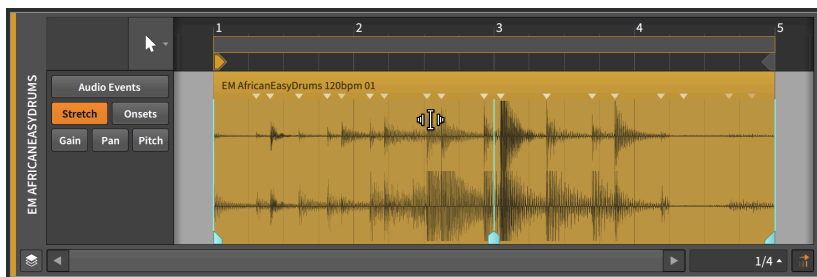 1 2 3 4 5
EM AFRICANEASYDRUMS
Audio Events
EM AfricanEasyDrums 120bpm 01
Stretch Onsets
Gain Pan Pitch
1/4